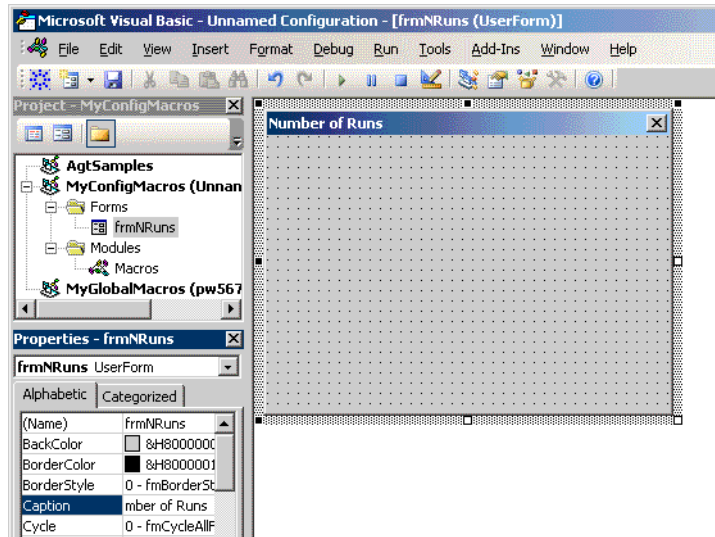 Microsoft Visual Basic - Unnamed Configuration - [frmNRuns (UserForm)]
File Edit View Insert Format Debug Run Tools Add-Ins Window Help
Project - MyConfigMacros
AgtSamples
MyConfigMacros (Unnan
Forms
frmNRuns
Modules
Macros
MyGlobalMacros (pw567
Properties - frmNRuns
frmNRuns UserForm
Alphabetic Categorized
(Name) frmNRuns
BackColor &H8000000
BorderColor &H8000001
BorderStyle 0 - fmBorderSt
Caption mber of Runs
Cycle 0 - fmCycleAllF
Number of Runs